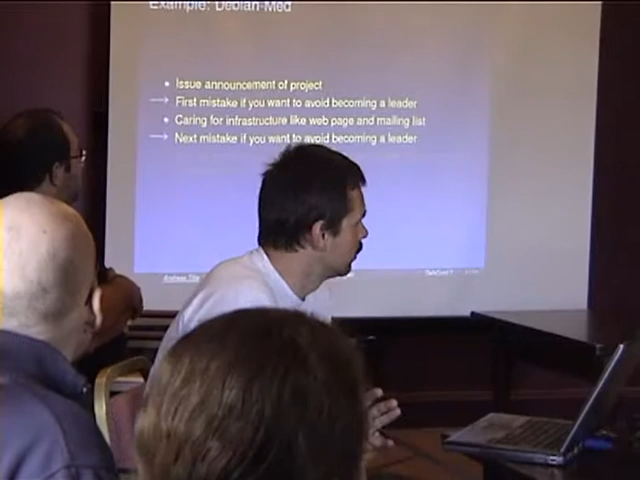 Example: Debian-Med
• Issue announcement of project
→ First mistake if you want to avoid becoming a leader
• Caring for infrastructure like web page and mailing list
→ Next mistake if you want to avoid becoming a leader
Andreas